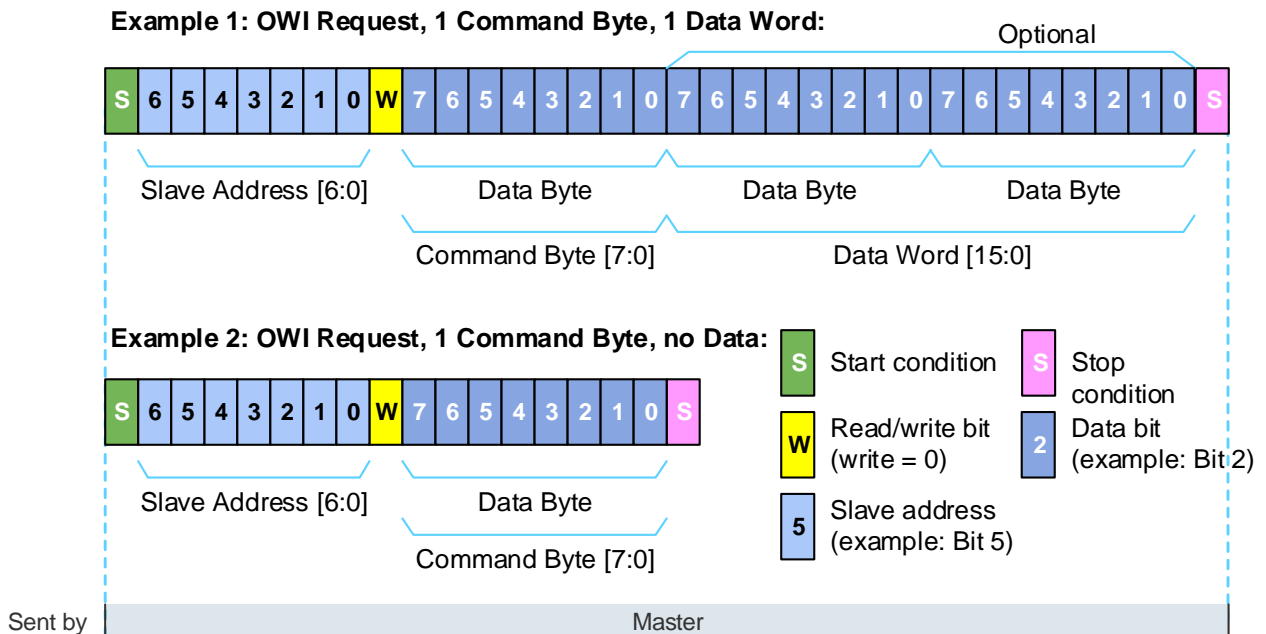 Example 1: OWI Request, 1 Command Byte, 1 Data Word:
Optional
S 6 5 4 3 2 1 0 W 7 6 5 4 3 2 1 0 7 6 5 4 3 2 1 0 7 6 5 4 3 2 1 0 S
Slave Address [6:0] Data Byte Data Byte Data Byte
Command Byte [7:0] Data Word [15:0]
Example 2: OWI Request, 1 Command Byte, no Data:
S 6 5 4 3 2 1 0 W 7 6 5 4 3 2 1 0 S
Slave Address [6:0] Data Byte
Command Byte [7:0]
S Start condition
S Stop
condition
W Read/write bit
(write = 0)
2 Data bit
(example: Bit 2)
5 Slave address
(example: Bit 5)
Sent by Master